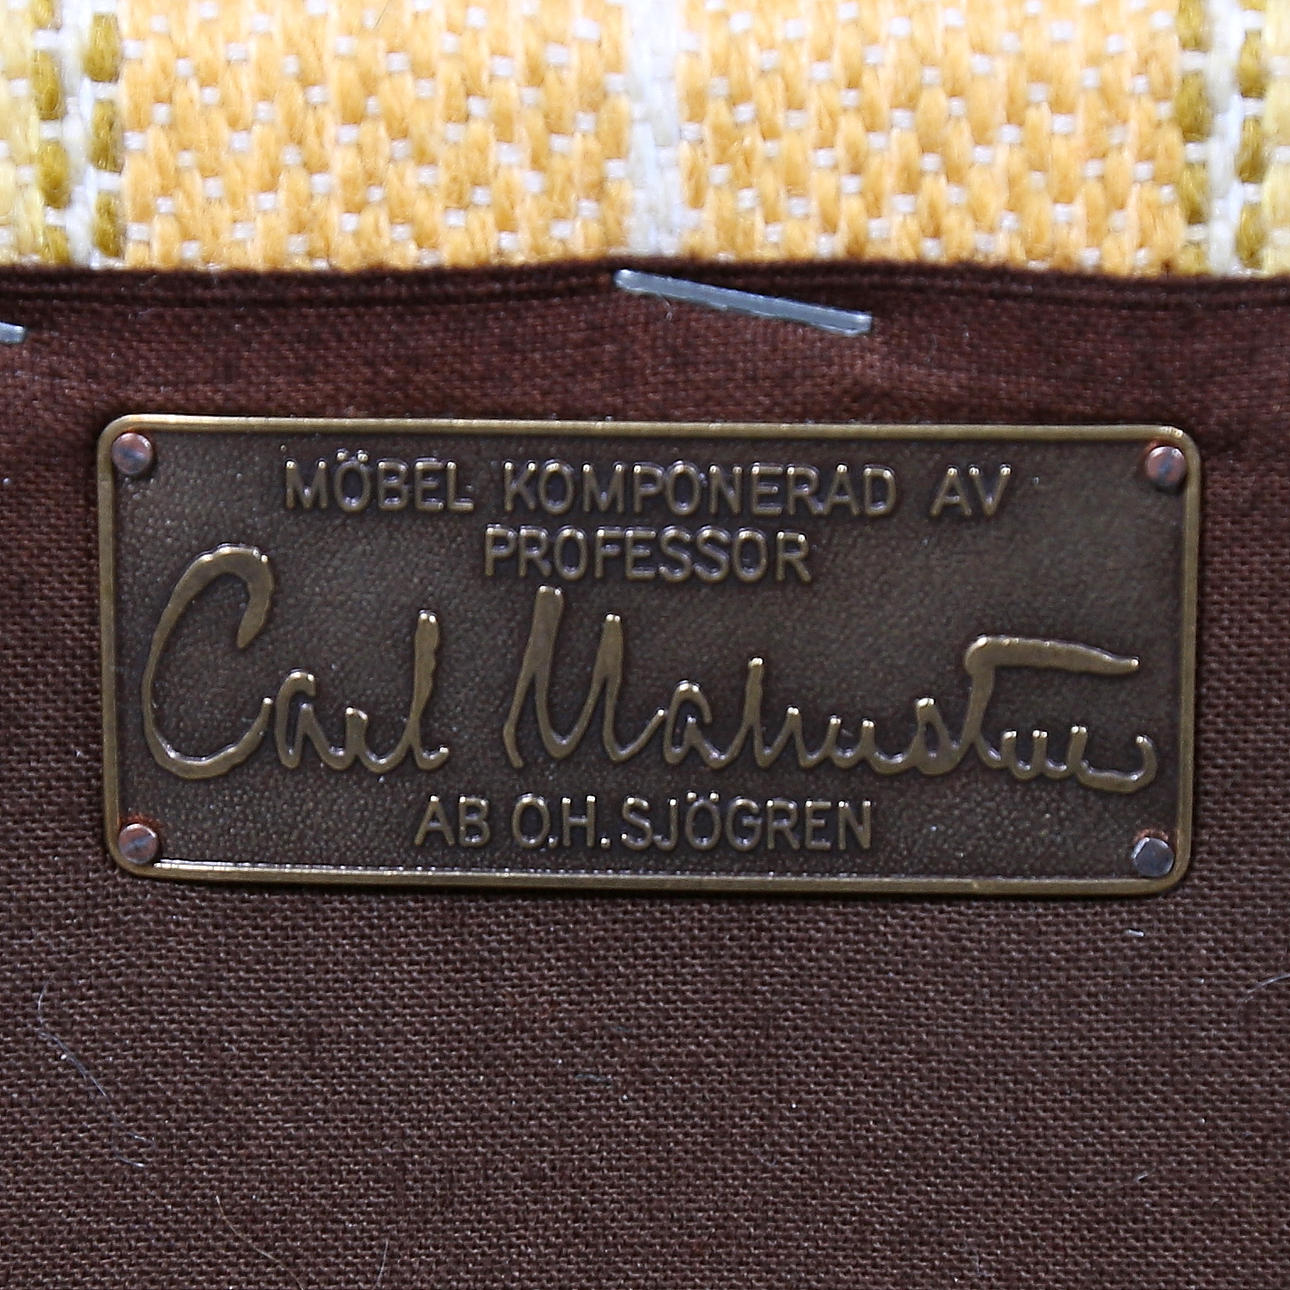 MÖBEL KOMPONERAD AV
PROFESSOR
Carl Malmsten
AB O.H. SJÖGREN